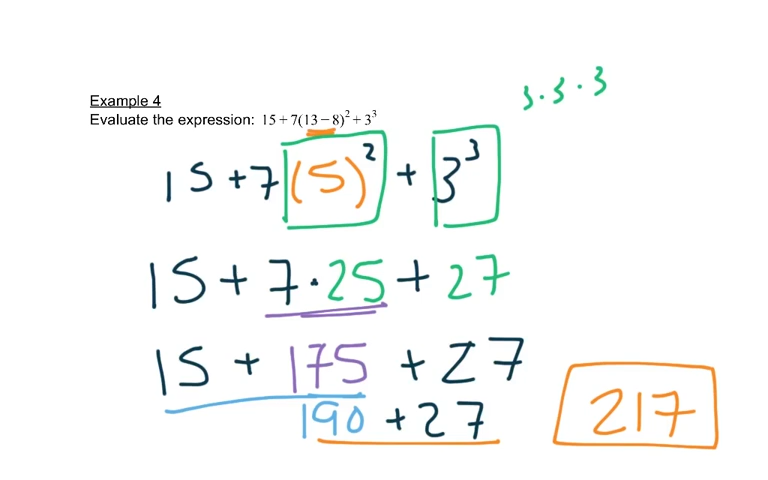 3·3·3
Example 4
Evaluate the expression: 15 + 7(13 − 8)² + 3³
15 + 7(5)² + 3³
15 + 7·25 + 27
15 + 175 + 27
190 + 27
217